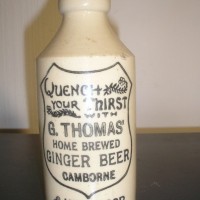 QUENCH
YOUR THIRST
WITH
G. THOMAS'
HOME BREWED
GINGER BEER
CAMBORNE